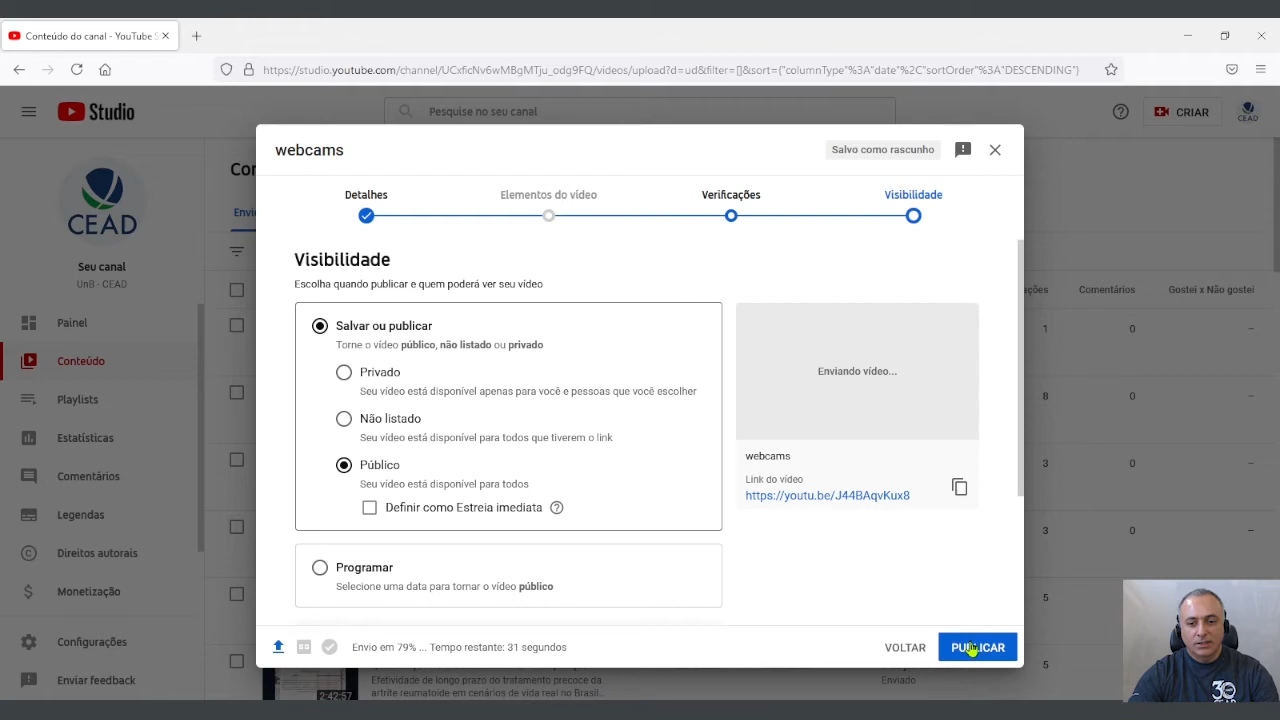 Conteúdo do canal - YouTube S
https://studio.youtube.com/channel/UCxficNv6wMBgMTju_odg9FQ/videos/upload?d=ud&filter=[]&sort={"columnType"%3A"date"%2C"sortOrder"%3A"DESCENDING")
Studio
Pesquise no seu canal
CRIAR
CEAD
CEAD
Seu canal
UnB - CEAD
Painel
Conteúdo
Playlists
Estatísticas
Comentários
Legendas
Direitos autorais
Monetização
Configurações
Enviar feedback
Con
Envio
webcams
Salvo como rascunho
Detalhes
Elementos do vídeo
Verificações
Visibilidade
Visibilidade
Escolha quando publicar e quem poderá ver seu vídeo
Salvar ou publicar
Torne o vídeo público, não listado ou privado
Privado
Seu vídeo está disponível apenas para você e pessoas que você escolher
Não listado
Seu vídeo está disponível para todos que tiverem o link
Público
Seu vídeo está disponível para todos
Definir como Estreia imediata
Programar
Selecione uma data para tornar o vídeo público
Enviando vídeo...
webcams
Link do vídeo
https://youtu.be/J44BAqvKux8
Envio em 79% ... Tempo restante: 31 segundos
VOLTAR
PUBLICAR
ações
Comentários
Gostei x Não gostei
1
0
–
8
0
–
3
0
–
3
0
–
5
–
5
–
2:42:57
Efetividade de longo prazo do tratamento precoce da
artrite reumatoide em cenários de vida real no Brasil...
Enviado
30
CEAD